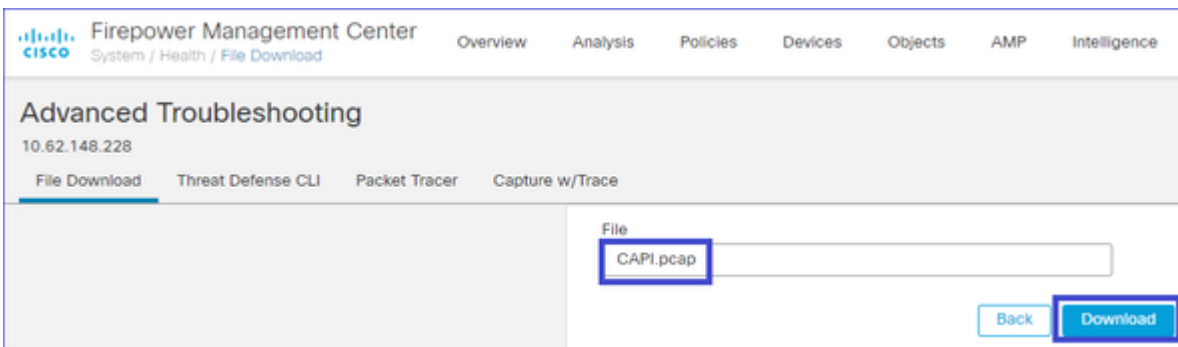 CISCO
Firepower Management Center
System / Health / File Download
Overview Analysis Policies Devices Objects AMP Intelligence
Advanced Troubleshooting
10.62.148.228
File Download Threat Defense CLI Packet Tracer Capture w/Trace
File
CAPI.pcap
Back Download